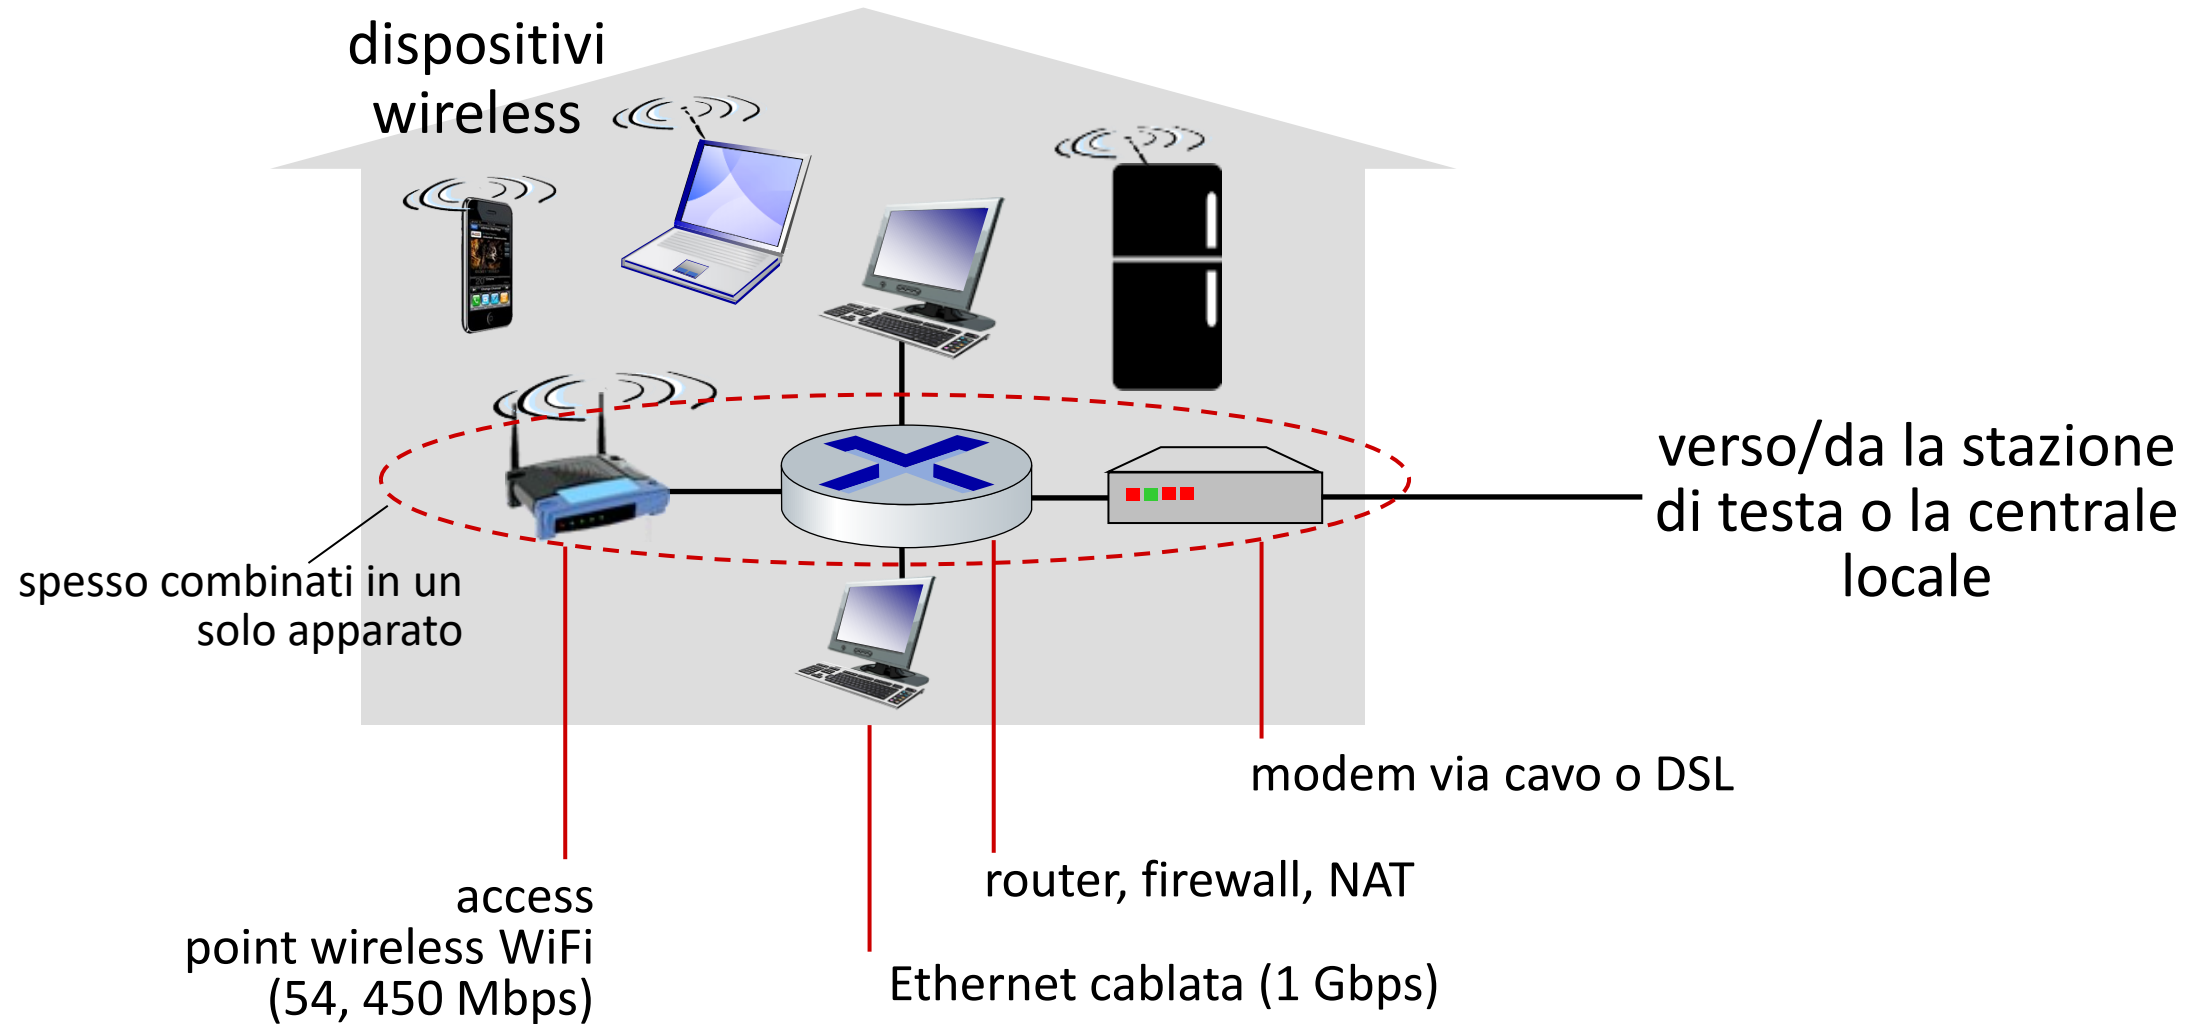 dispositivi
wireless
verso/da la stazione
di testa o la centrale
locale
spesso combinati in un
solo apparato
modem via cavo o DSL
router, firewall, NAT
access
point wireless WiFi
(54, 450 Mbps)
Ethernet cablata (1 Gbps)